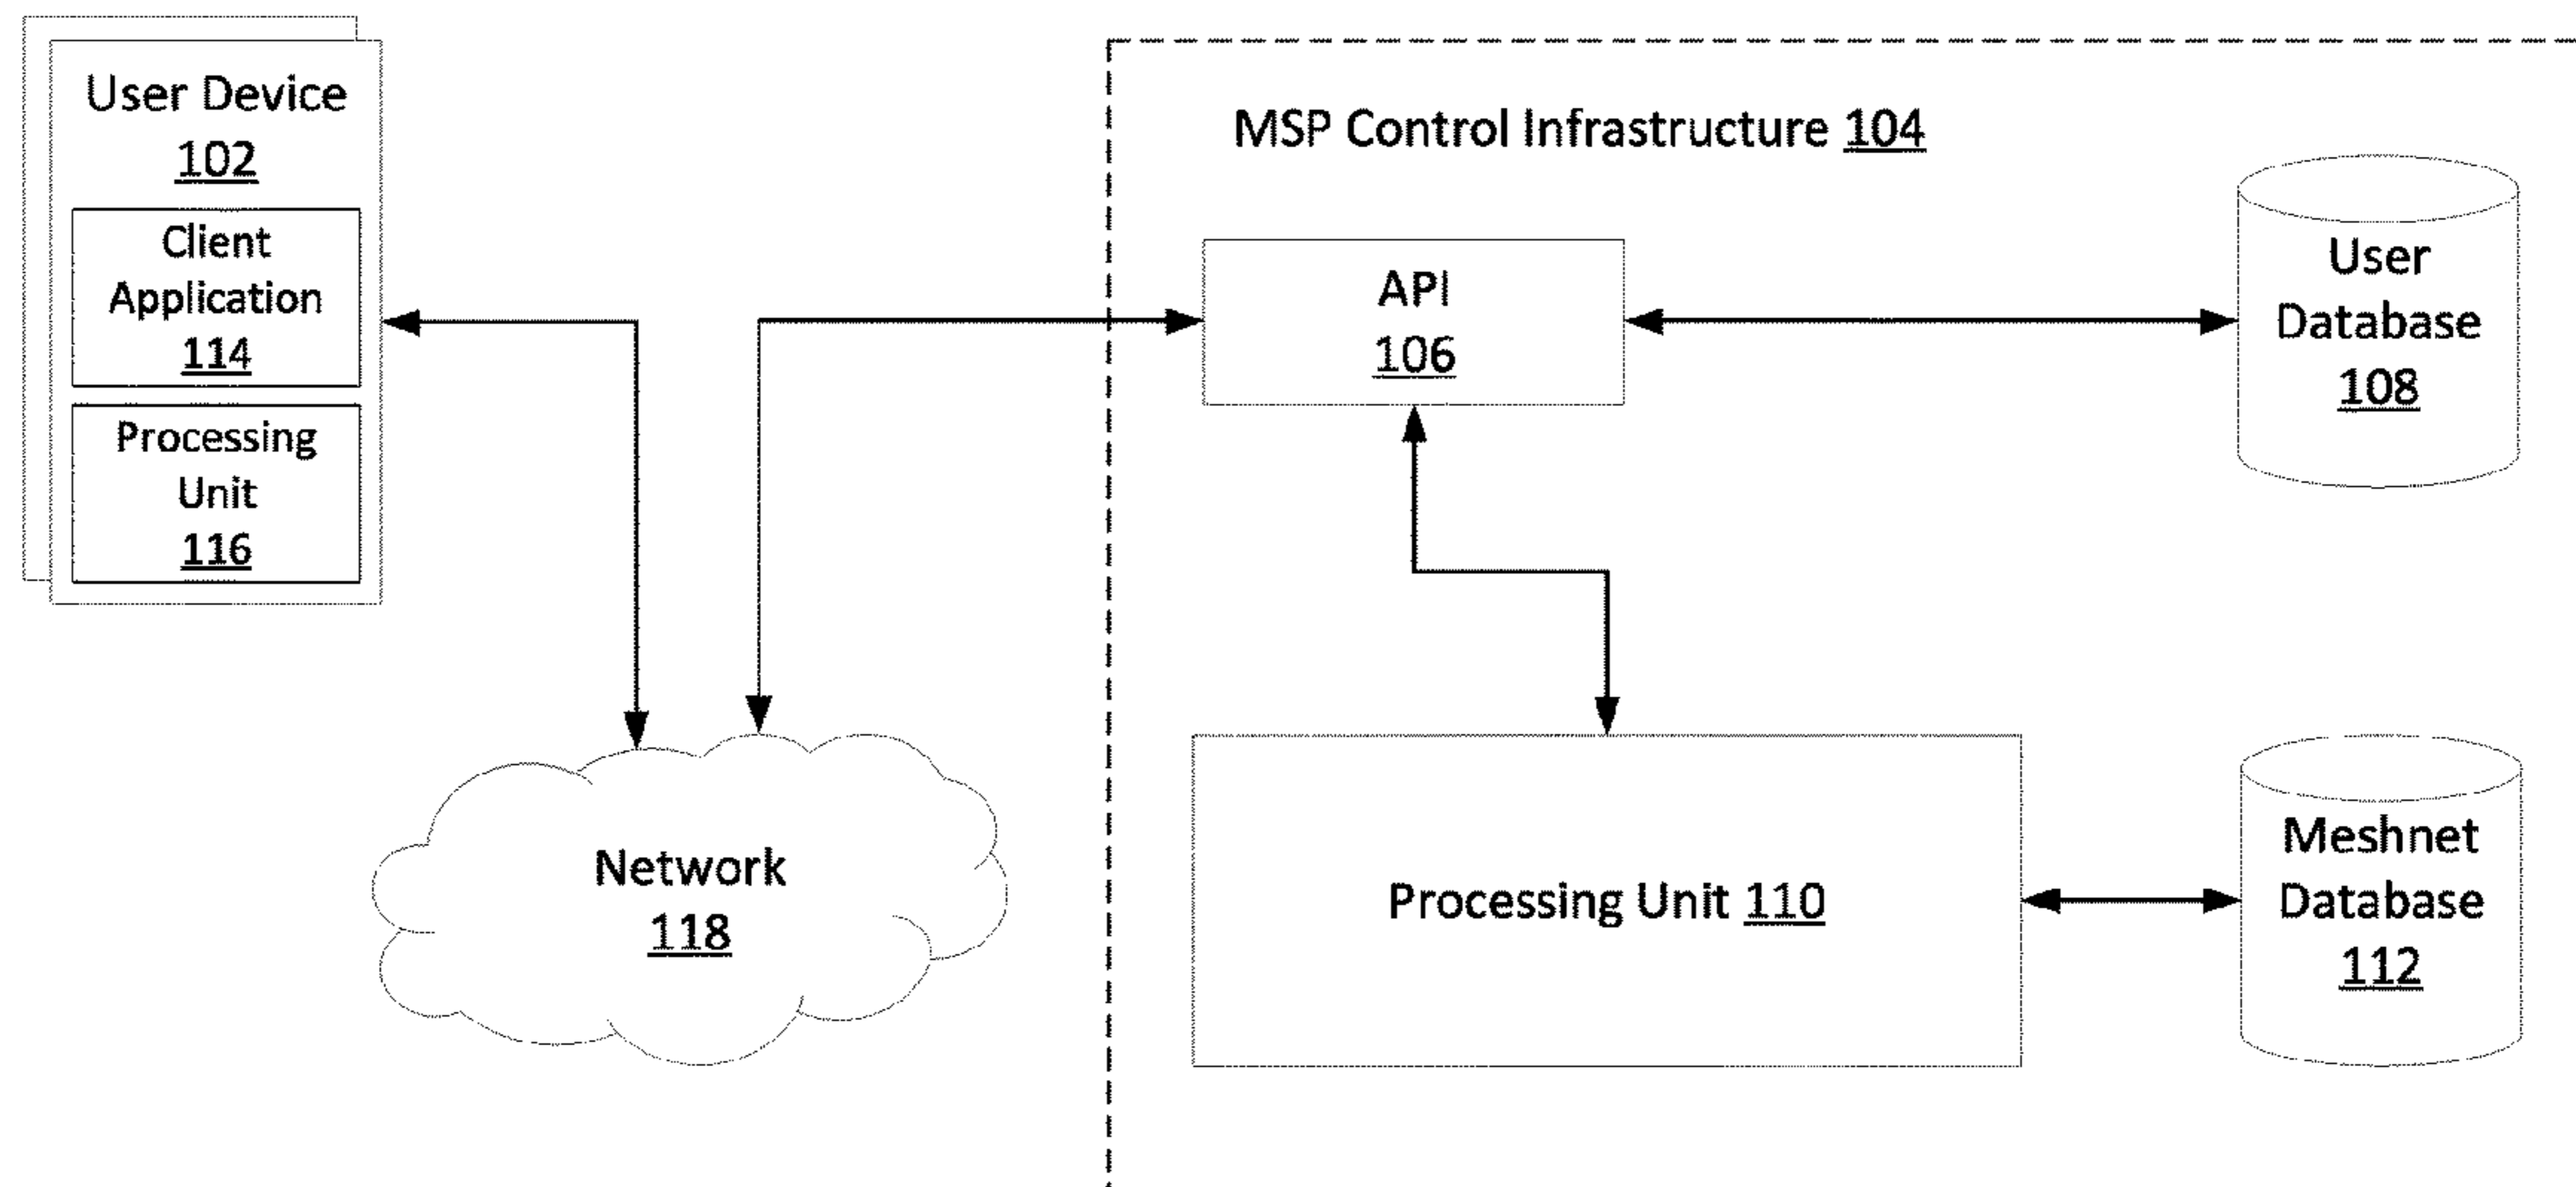 User Device
102
Client
Application
114
Processing
Unit
116
MSP Control Infrastructure 104
API
106
User
Database
108
Network
118
Processing Unit 110
Meshnet
Database
112